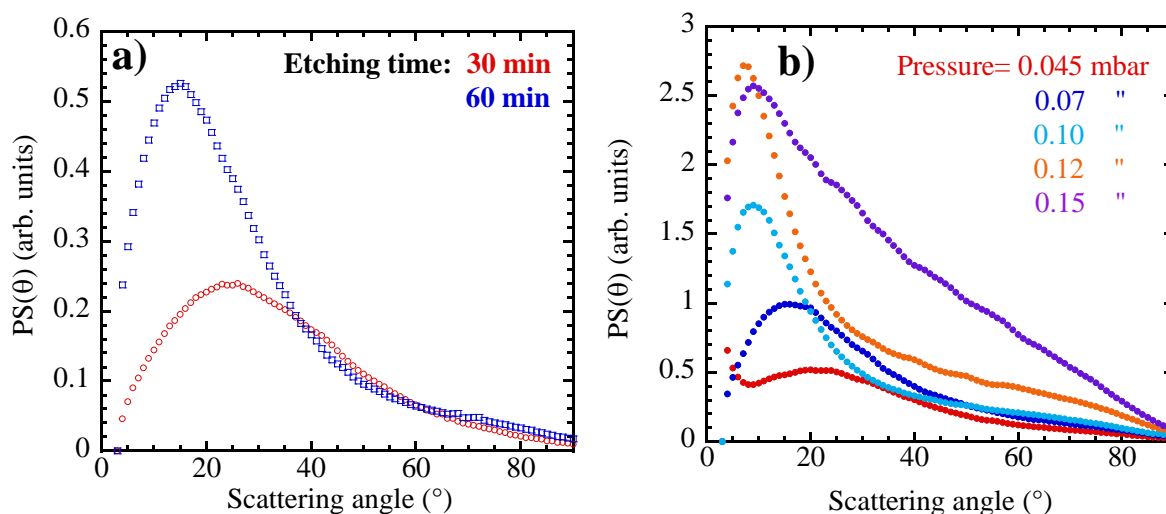 a)
Etching time: 30 min
60 min
PS(θ) (arb. units)
0.6
0.5
0.4
0.3
0.2
0.1
0
0 20 40 60 80
Scattering angle (°)
b)
Pressure= 0.045 mbar
0.07 "
0.10 "
0.12 "
0.15 "
PS(θ) (arb. units)
3
2.5
2
1.5
1
0.5
0
0 20 40 60 80
Scattering angle (°)